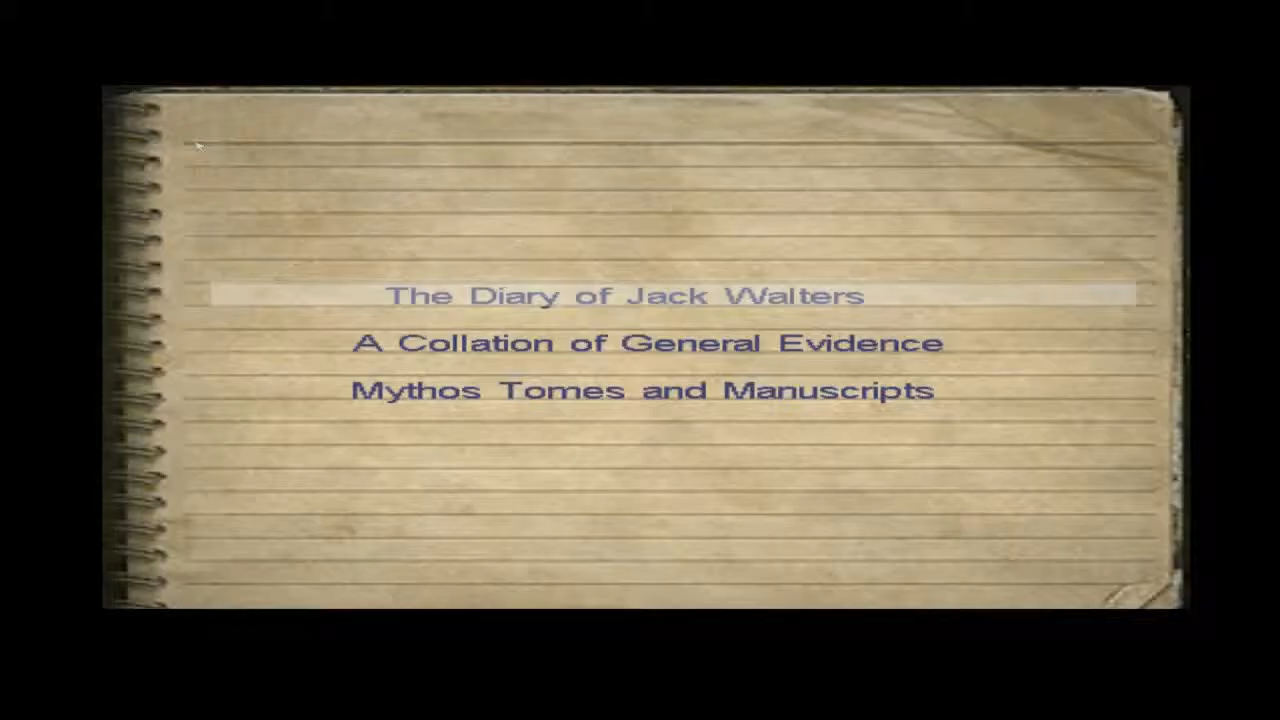 The Diary of Jack Walters
A Collation of General Evidence
Mythos Tomes and Manuscripts